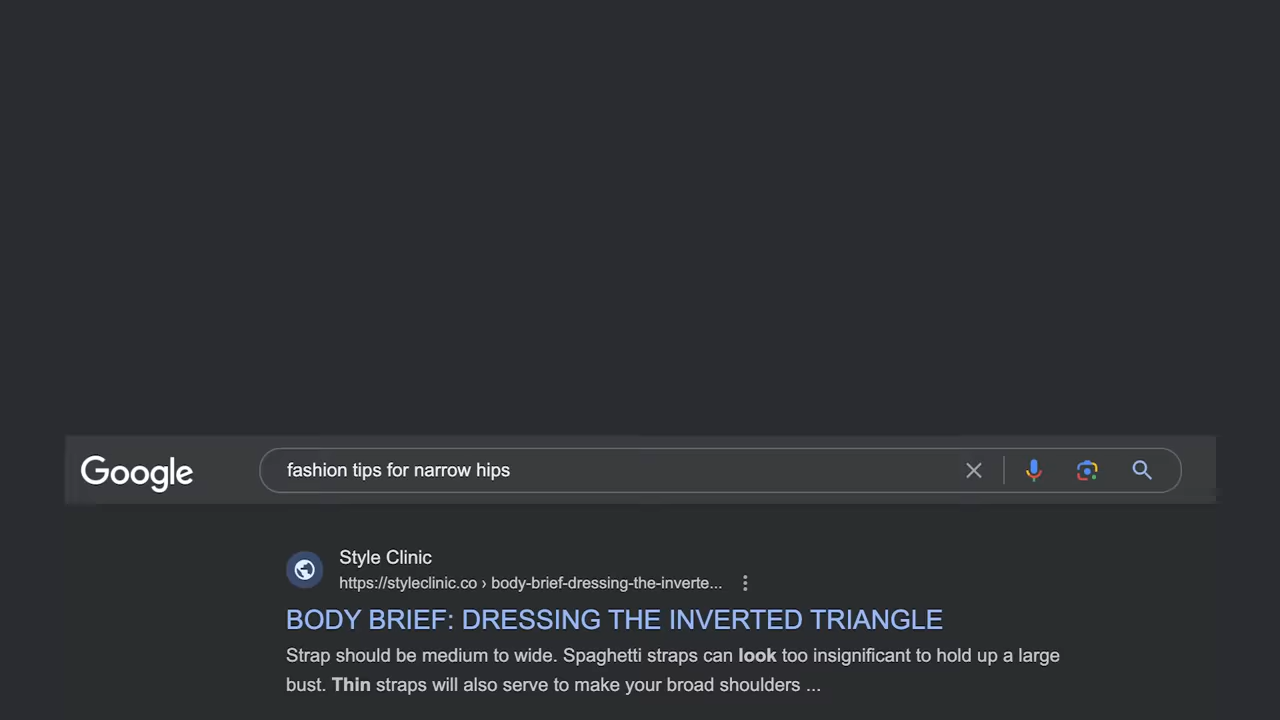 Google
fashion tips for narrow hips
Style Clinic
https://styleclinic.co › body-brief-dressing-the-inverte...
BODY BRIEF: DRESSING THE INVERTED TRIANGLE
Strap should be medium to wide. Spaghetti straps can look too insignificant to hold up a large
bust. Thin straps will also serve to make your broad shoulders ...